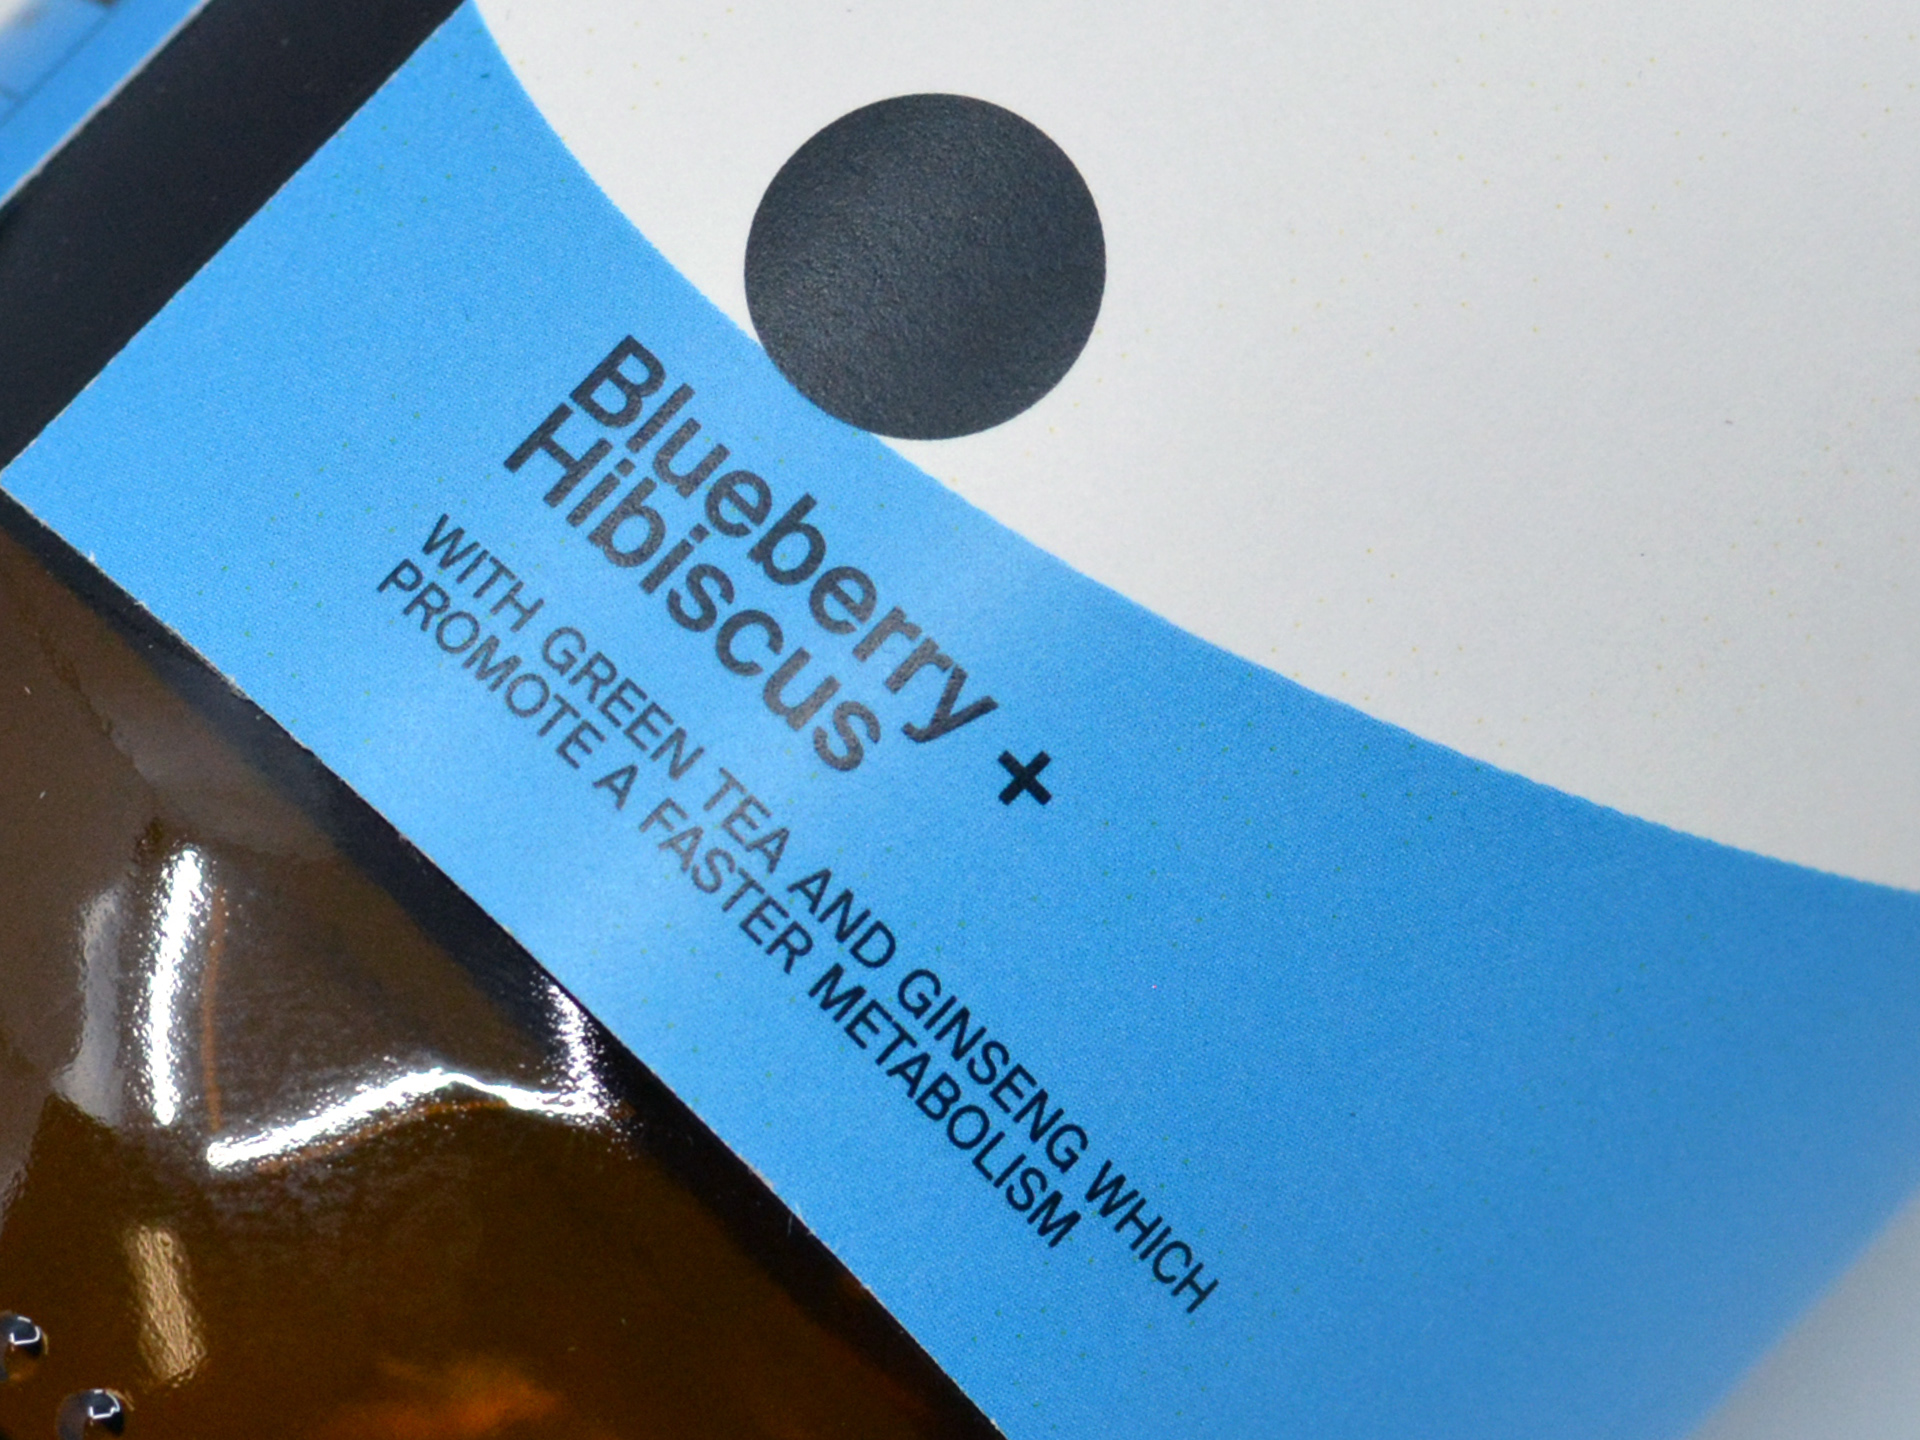 Blueberry +
Hibiscus
WITH GREEN TEA AND GINSENG WHICH
PROMOTE A FASTER METABOLISM